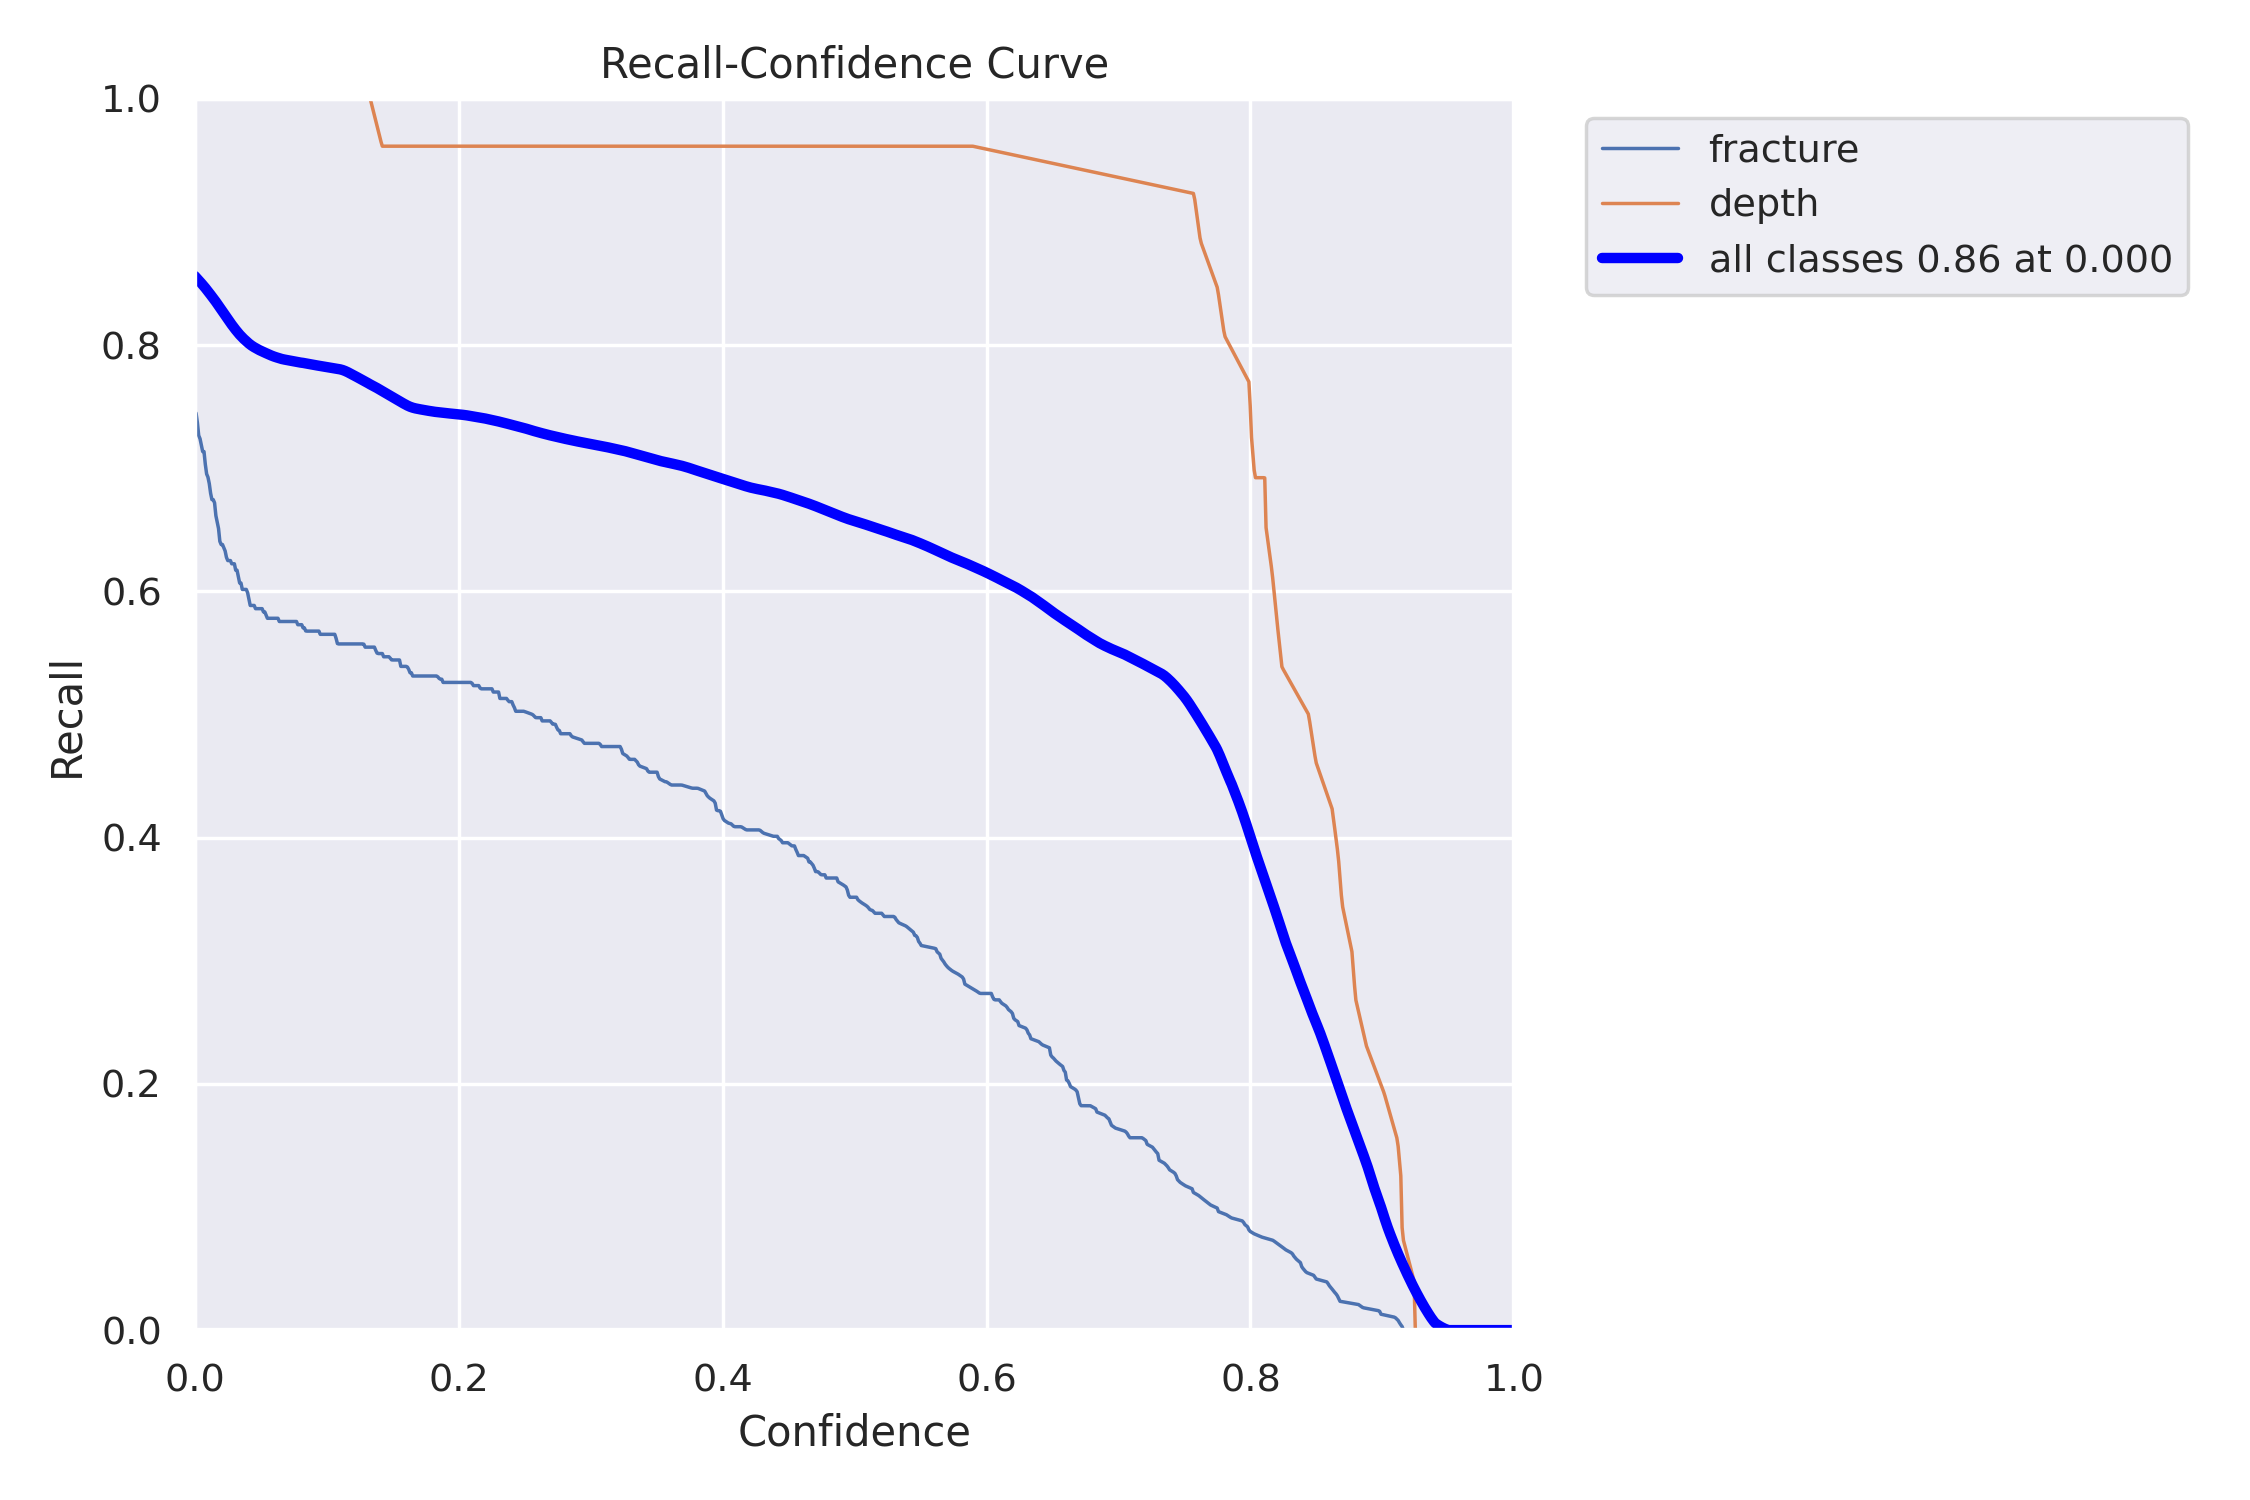 Recall-Confidence Curve
1.0
0.8
0.6
0.4
0.2
0.0
Recall
0.0 0.2 0.4 0.6 0.8 1.0
Confidence
fracture
depth
all classes 0.86 at 0.000